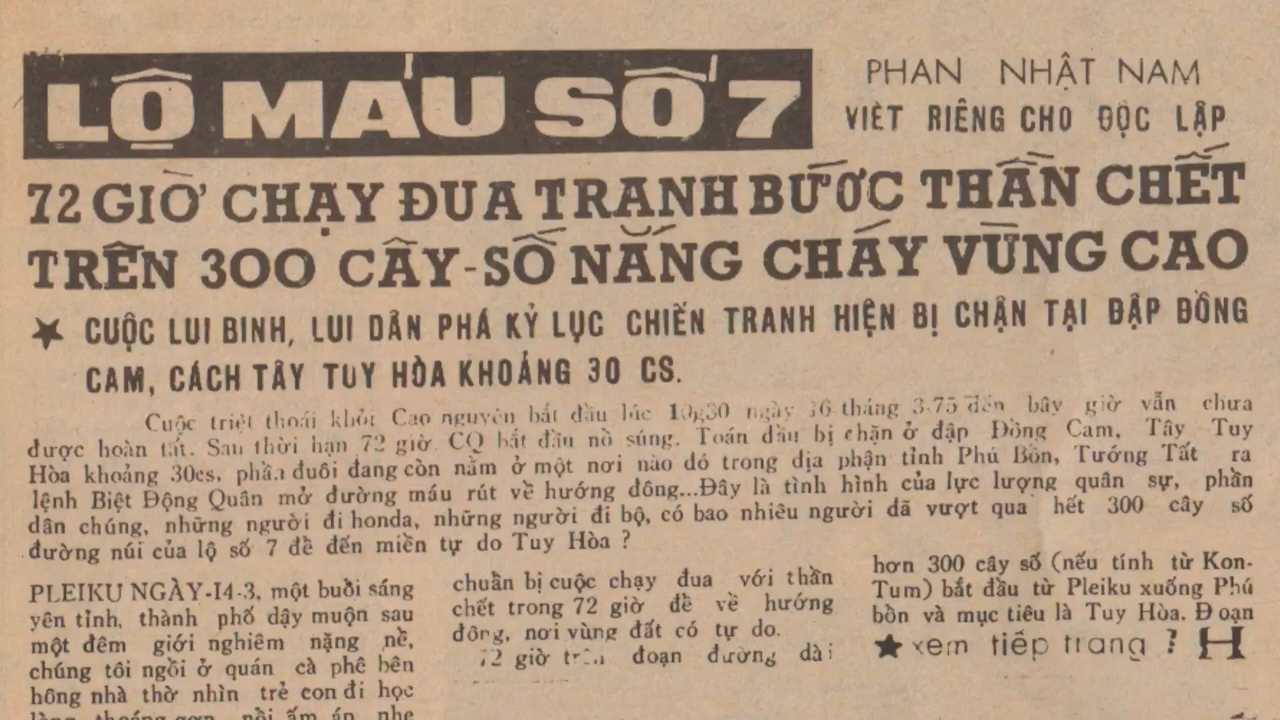 LỘ MÁU SỐ 7
PHAN NHẬT NAM
VIẾT RIÊNG CHO ĐỘC LẬP
72 GIỜ CHẠY ĐUA TRANH BƯỚC THẦN CHẾT
TRÊN 300 CÂY-SỐ NẮNG CHÁY VÙNG CAO
★ CUỘC LUI BINH, LUI DÂN PHÁ KỶ LỤC CHIẾN TRANH HIỆN BỊ CHẬN TẠI ĐẬP ĐỒNG
CAM, CÁCH TÂY TUY HÒA KHOẢNG 30 CS.
Cuộc triệt thoái khỏi Cao nguyên bắt đầu lúc 10g30 ngày 16 tháng 3-75 đến bây giờ vẫn chưa
được hoàn tất. Sau thời hạn 72 giờ. CQ bắt đầu nổ súng. Toán đầu bị chặn ở đập Đồng Cam, Tây Tuy
Hòa khoảng 30cs, phần đuôi đang còn nằm ở một nơi nào đó trong địa phận tỉnh Phú Bồn, Tướng Tất ra
lệnh Biệt Động Quân mở đường máu rút về hướng đông...Đây là tình hình của lực lượng quân sự, phần
dân chúng, những người đi honda, những người đi bộ, có bao nhiêu người đã vượt qua hết 300 cây số
đường núi của lộ số 7 để đến miền tự do Tuy Hòa ?
PLEIKU NGÀY-14-3, một buổi sáng
yên tỉnh, thành phố dậy muộn sau
một đêm giới nghiêm nặng nề,
chúng tôi ngồi ở quán cà phê bên
hông nhà thờ nhìn trẻ con đi học
nhẹ
chuẩn bị cuộc chạy đua với thần
chết trong 72 giờ để về hướng
đông, nơi vùng đất có tự do.
72 giờ trên đoạn đường dài
hơn 300 cây số (nếu tính từ Kon-
Tum) bắt đầu từ Pleiku xuống Phú
bồn và mục tiêu là Tuy Hòa. Đoạn
★ xem tiếp trang 7 H